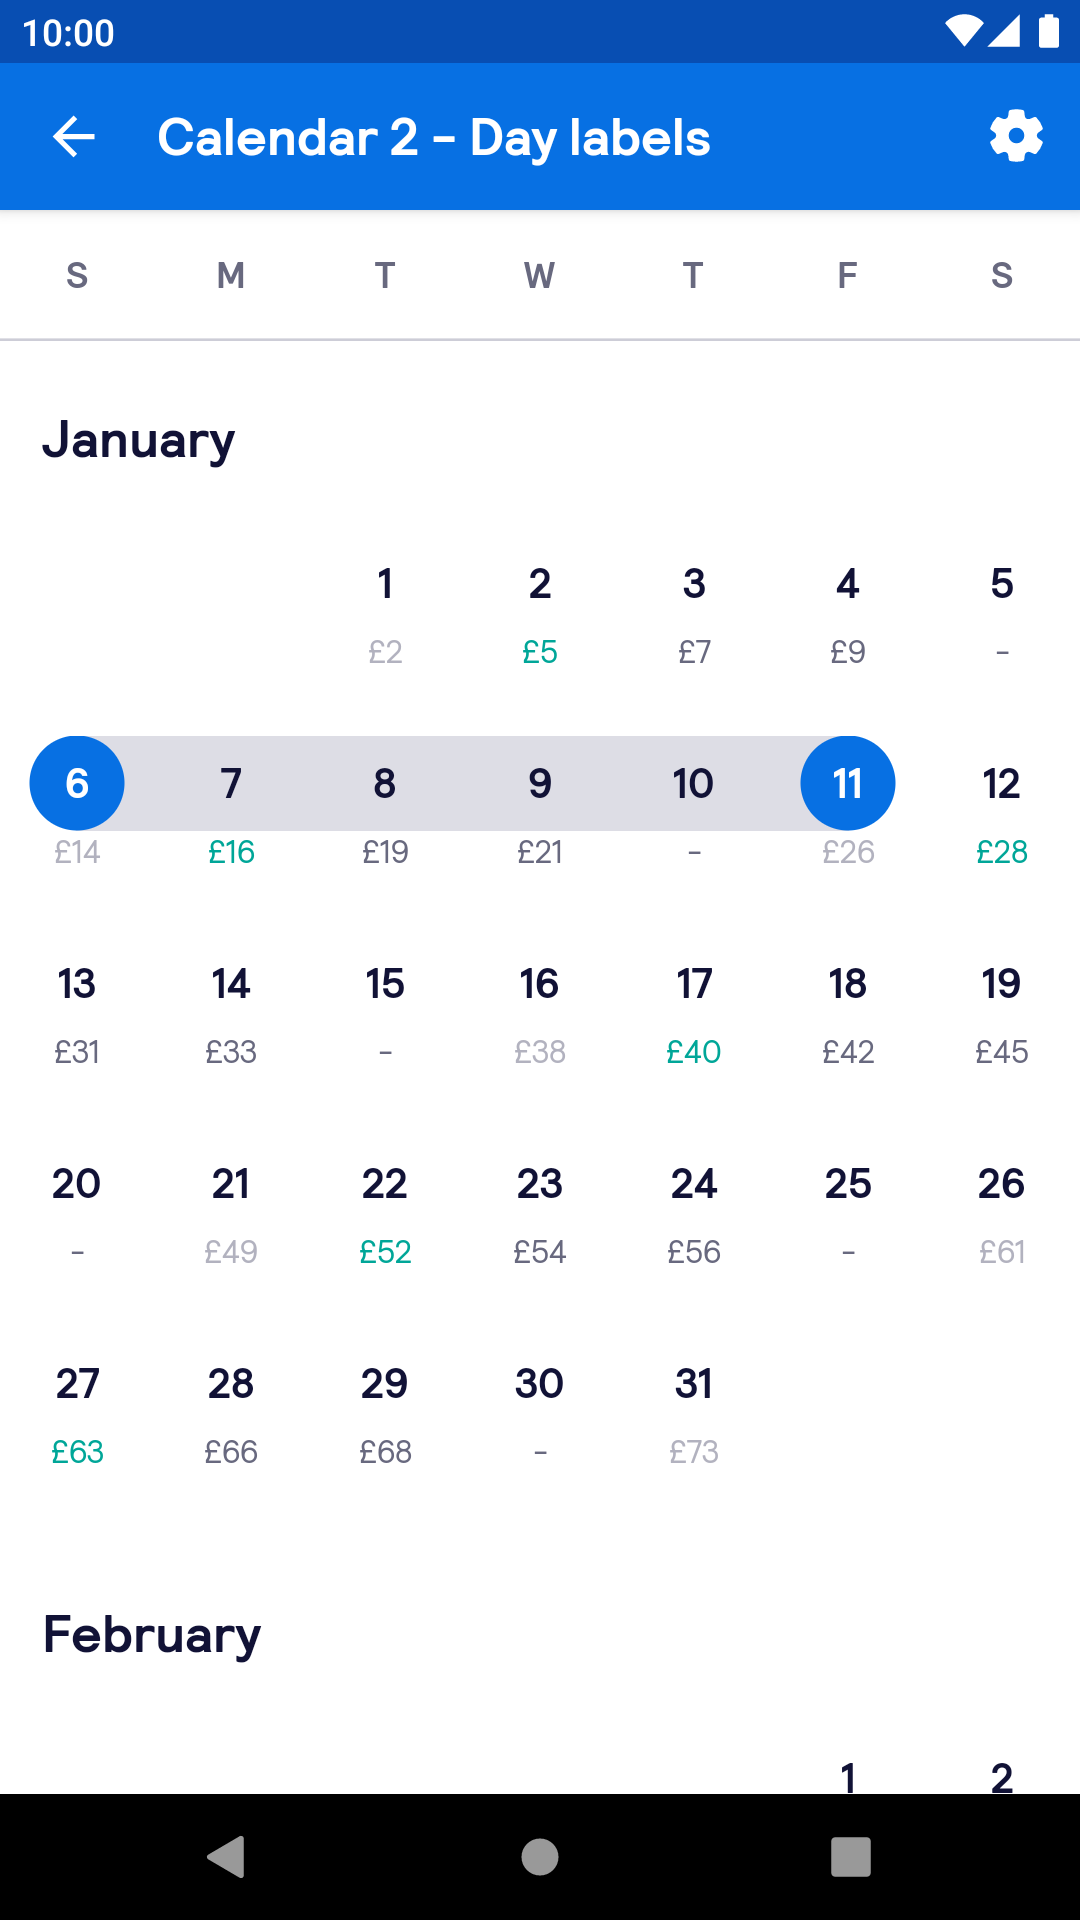 10:00
Calendar 2 - Day labels
S M T W T F S
January
1 2 3 4 5
£2 £5 £7 £9 -
6 7 8 9 10 11 12
£14 £16 £19 £21 - £26 £28
13 14 15 16 17 18 19
£31 £33 - £38 £40 £42 £45
20 21 22 23 24 25 26
- £49 £52 £54 £56 - £61
27 28 29 30 31
£63 £66 £68 - £73
February
1 2